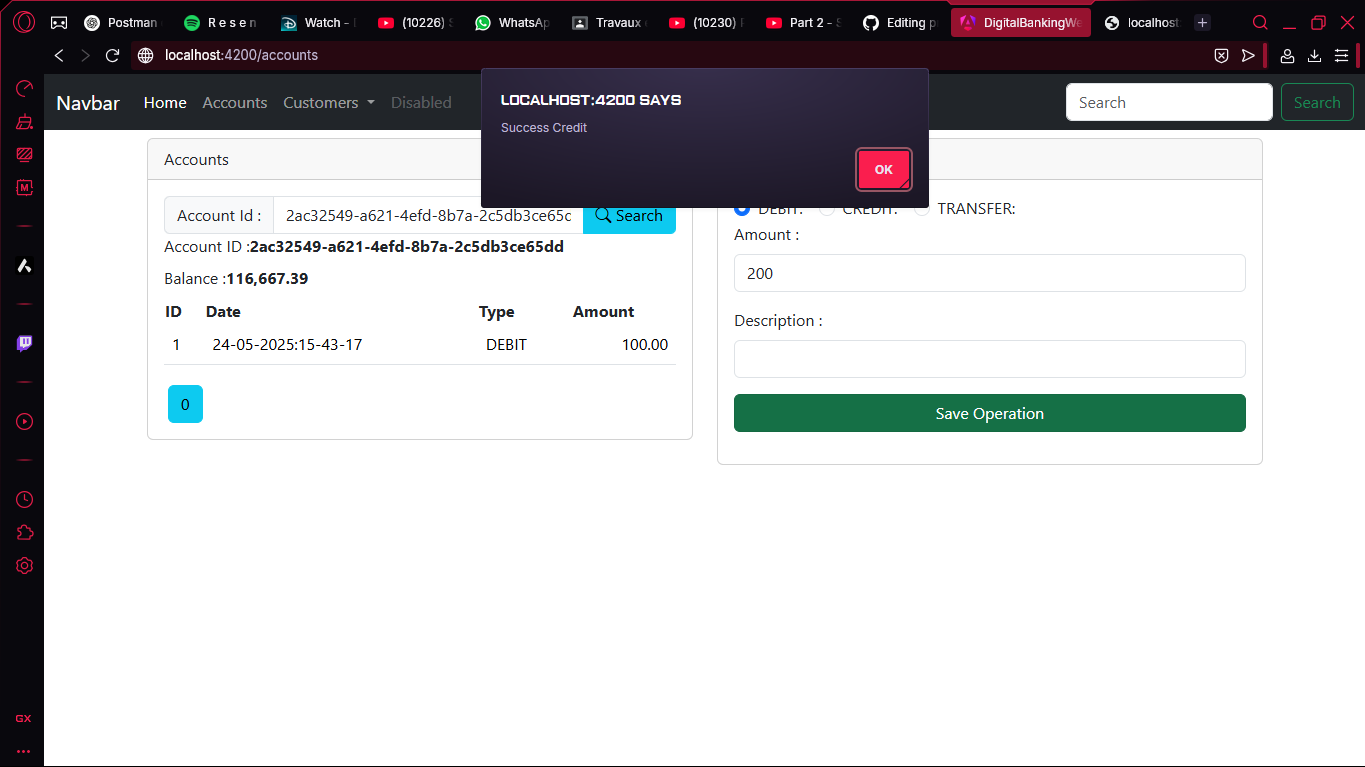 Postman
R e s e n
Watch -
(10226)
WhatsAp
Travaux
(10230)
Part 2 -
Editing p
DigitalBankingWe
localhost:
localhost:4200/accounts
Navbar
Home
Accounts
Customers
Disabled
Search
Search
LOCALHOST:4200 SAYS
Success Credit
OK
Accounts
Account Id :
2ac32549-a621-4efd-8b7a-2c5db3ce65d
Search
Account ID :2ac32549-a621-4efd-8b7a-2c5db3ce65dd
Balance :116,667.39
ID Date Type Amount
1 24-05-2025:15-43-17 DEBIT 100.00
0
DEBIT: CREDIT: TRANSFER:
Amount :
200
Description :
Save Operation
M
GX